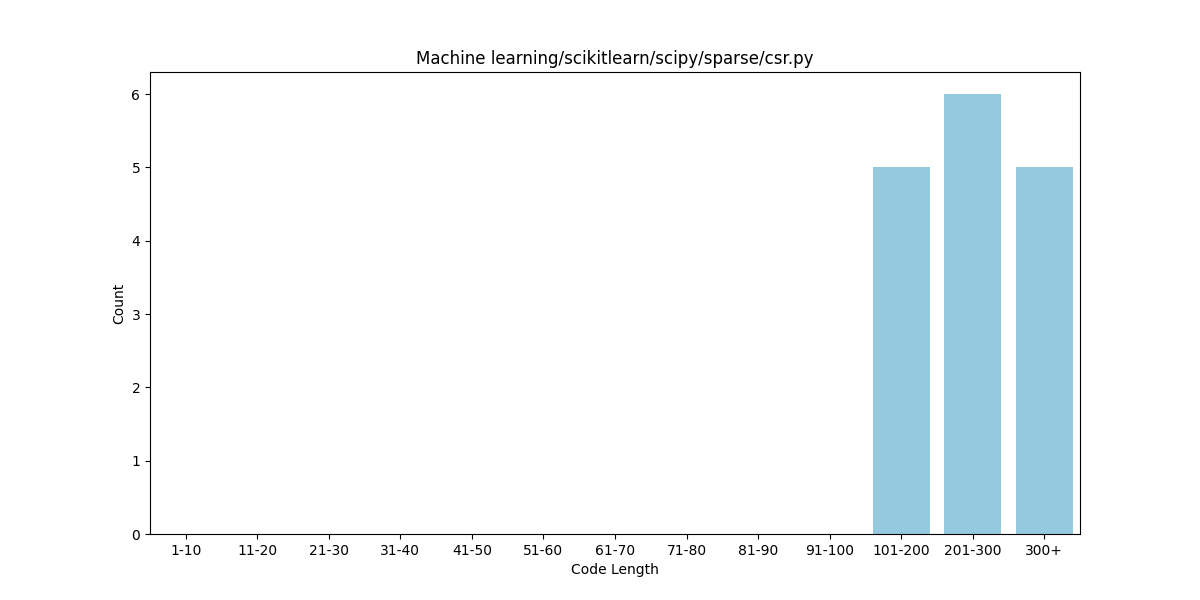 Machine learning/scikitlearn/scipy/sparse/csr.py
6
5
4
3
2
1
0
Count
1-10 11-20 21-30 31-40 41-50 51-60 61-70 71-80 81-90 91-100 101-200 201-300 300+
Code Length